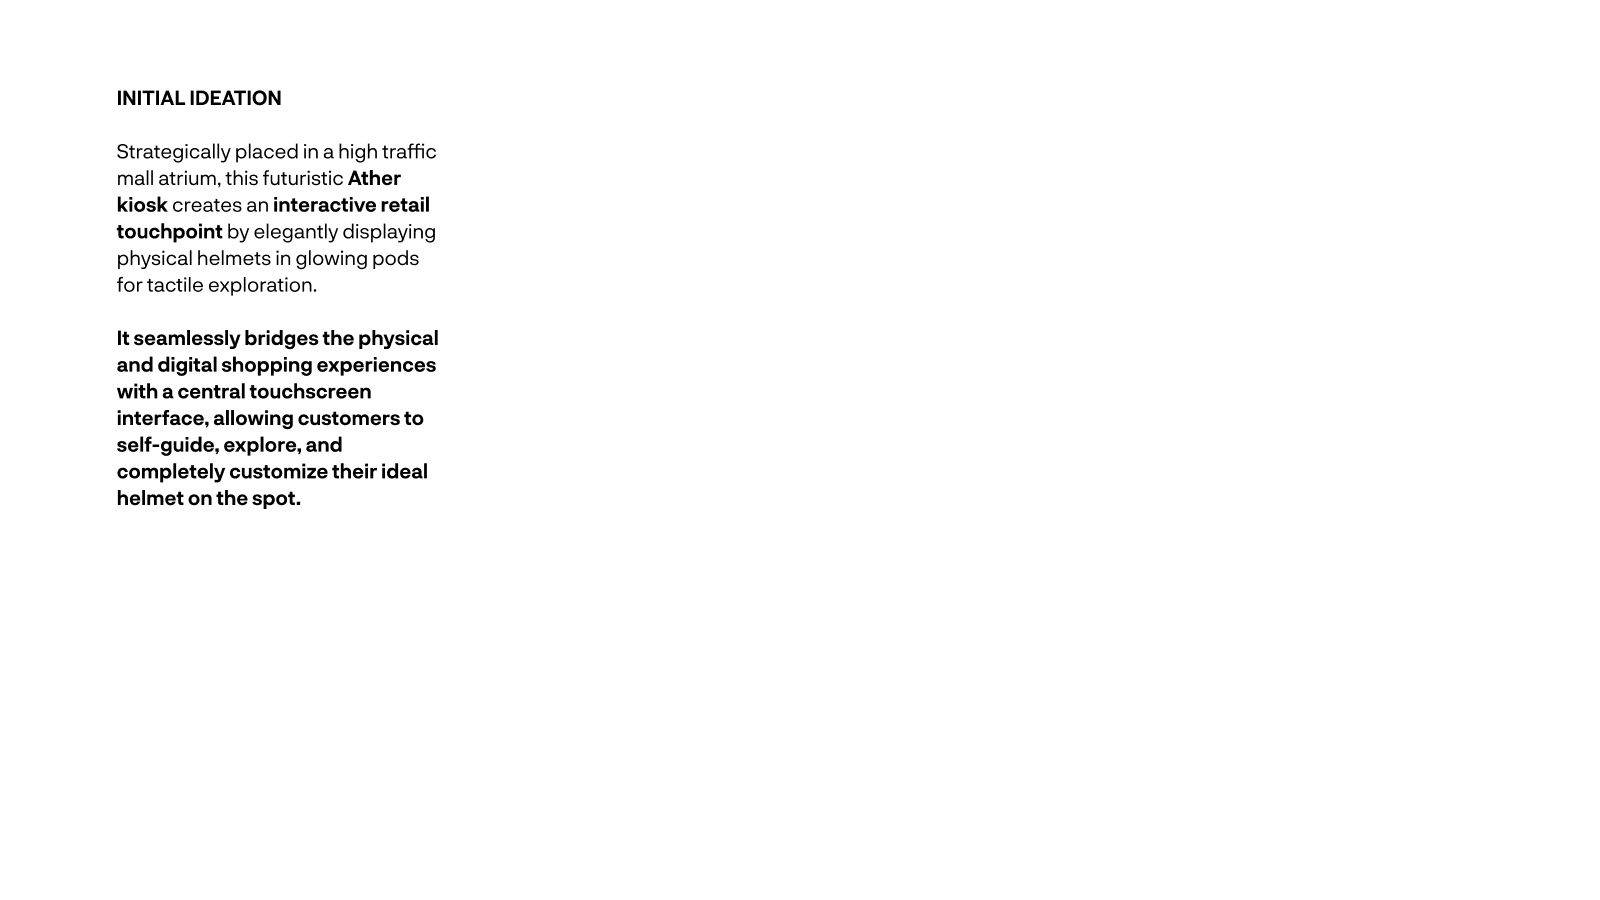 INITIAL IDEATION
Strategically placed in a high traffic
mall atrium, this futuristic Ather
kiosk creates an interactive retail
touchpoint by elegantly displaying
physical helmets in glowing pods
for tactile exploration.
It seamlessly bridges the physical
and digital shopping experiences
with a central touchscreen
interface, allowing customers to
self-guide, explore, and
completely customize their ideal
helmet on the spot.